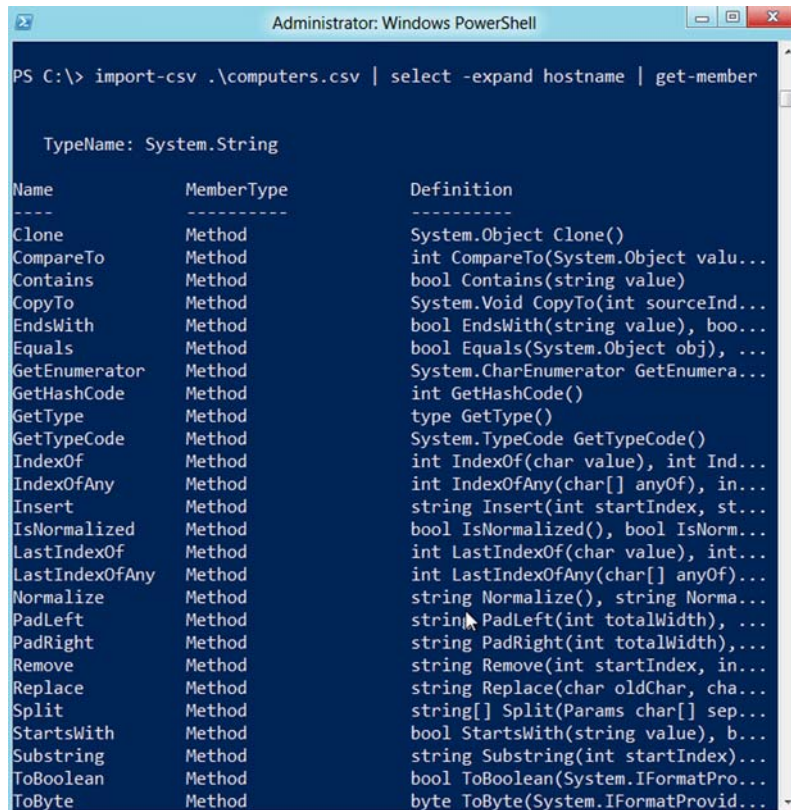 Administrator: Windows PowerShell
PS C:\> import-csv .\computers.csv | select -expand hostname | get-member
TypeName: System.String
Name MemberType Definition
---- ---------- ----------
Clone Method System.Object Clone()
CompareTo Method int CompareTo(System.Object valu...
Contains Method bool Contains(string value)
CopyTo Method System.Void CopyTo(int sourceInd...
EndsWith Method bool EndsWith(string value), boo...
Equals Method bool Equals(System.Object obj), ...
GetEnumerator Method System.CharEnumerator GetEnumera...
GetHashCode Method int GetHashCode()
GetType Method type GetType()
GetTypeCode Method System.TypeCode GetTypeCode()
IndexOf Method int IndexOf(char value), int Ind...
IndexOfAny Method int IndexOfAny(char[] anyOf), in...
Insert Method string Insert(int startIndex, st...
IsNormalized Method bool IsNormalized(), bool IsNorm...
LastIndexOf Method int LastIndexOf(char value), int...
LastIndexOfAny Method int LastIndexOfAny(char[] anyOf)...
Normalize Method string Normalize(), string Norma...
PadLeft Method string PadLeft(int totalWidth), ...
PadRight Method string PadRight(int totalWidth),...
Remove Method string Remove(int startIndex, in...
Replace Method string Replace(char oldChar, cha...
Split Method string[] Split(Params char[] sep...
StartsWith Method bool StartsWith(string value), b...
Substring Method string Substring(int startIndex)...
ToBoolean Method bool ToBoolean(System.IFormatPro...
ToByte Method byte ToByte(System.IFormatProvid...